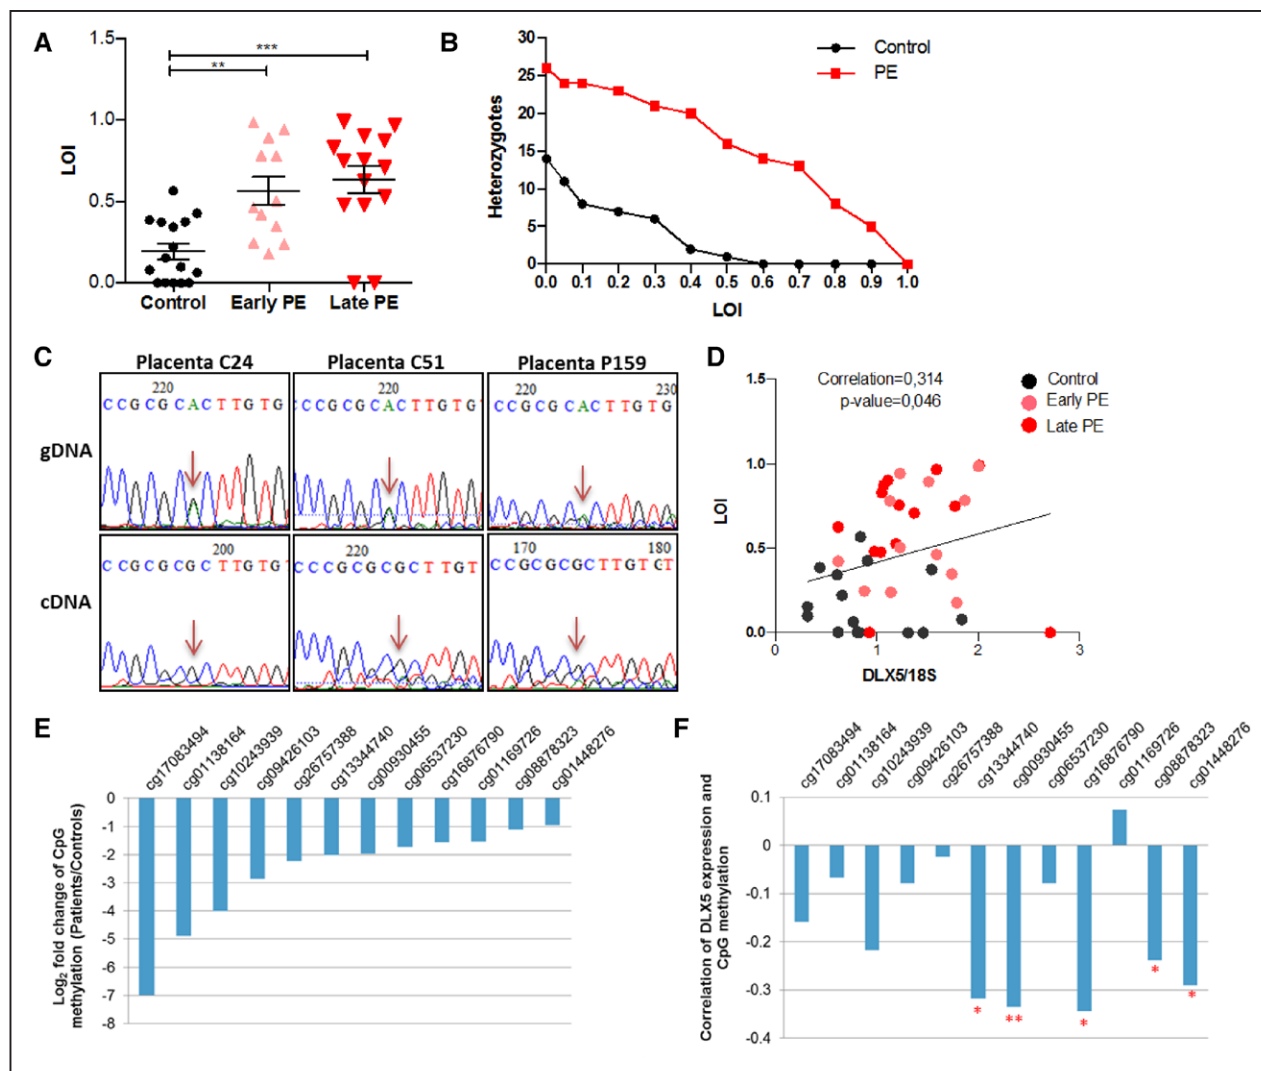 A
1.5
1.0
0.5
0.0
LOI
***
**
Control
Early PE
Late PE
B
30
25
20
15
10
5
0
Heterozygotes
0.0 0.1 0.2 0.3 0.4 0.5 0.6 0.7 0.8 0.9 1.0
LOI
Control
PE
C
Placenta C24
Placenta C51
Placenta P159
gDNA
220
CCGCGCACTTGTG
220
CCCGCGCACTTGTG
220 230
CCGCGCACTTGTG
cDNA
200
CCGCGCGCTTGTG
220
CCCGCGCGCTTGT
170 180
CCGCGCGCTTGTGT
D
1.5
1.0
0.5
0.0
LOI
Correlation=0,314
p-value=0,046
Control
Early PE
Late PE
0 1 2 3
DLX5/18S
E
cg17083494
cg01138164
cg10243939
cg09426103
cg26757388
cg13344740
cg00930455
cg06537230
cg16876790
cg01169726
cg08878323
cg01448276
0
-1
-2
-3
-4
-5
-6
-7
-8
Log2 fold change of CpG
methylation (Patients/Controls)
F
cg17083494
cg01138164
cg10243939
cg09426103
cg26757388
cg13344740
cg00930455
cg06537230
cg16876790
cg01169726
cg08878323
cg01448276
0.1
0
-0.1
-0.2
-0.3
-0.4
Correlation of DLX5 expression and
CpG methylation
*
**
*
*
*